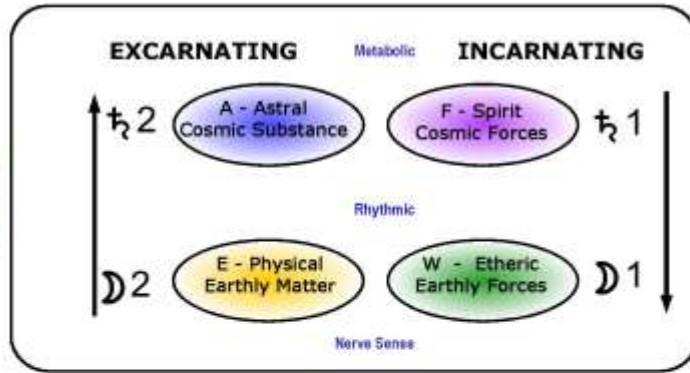 EXCARNATING Metabolic INCARNATING
♄2 A - Astral
Cosmic Substance
F - Spirit
Cosmic Forces
♄1
Rhythmic
☽2 E - Physical
Earthly Matter
W - Etheric
Earthly Forces
☽1
Nerve Sense